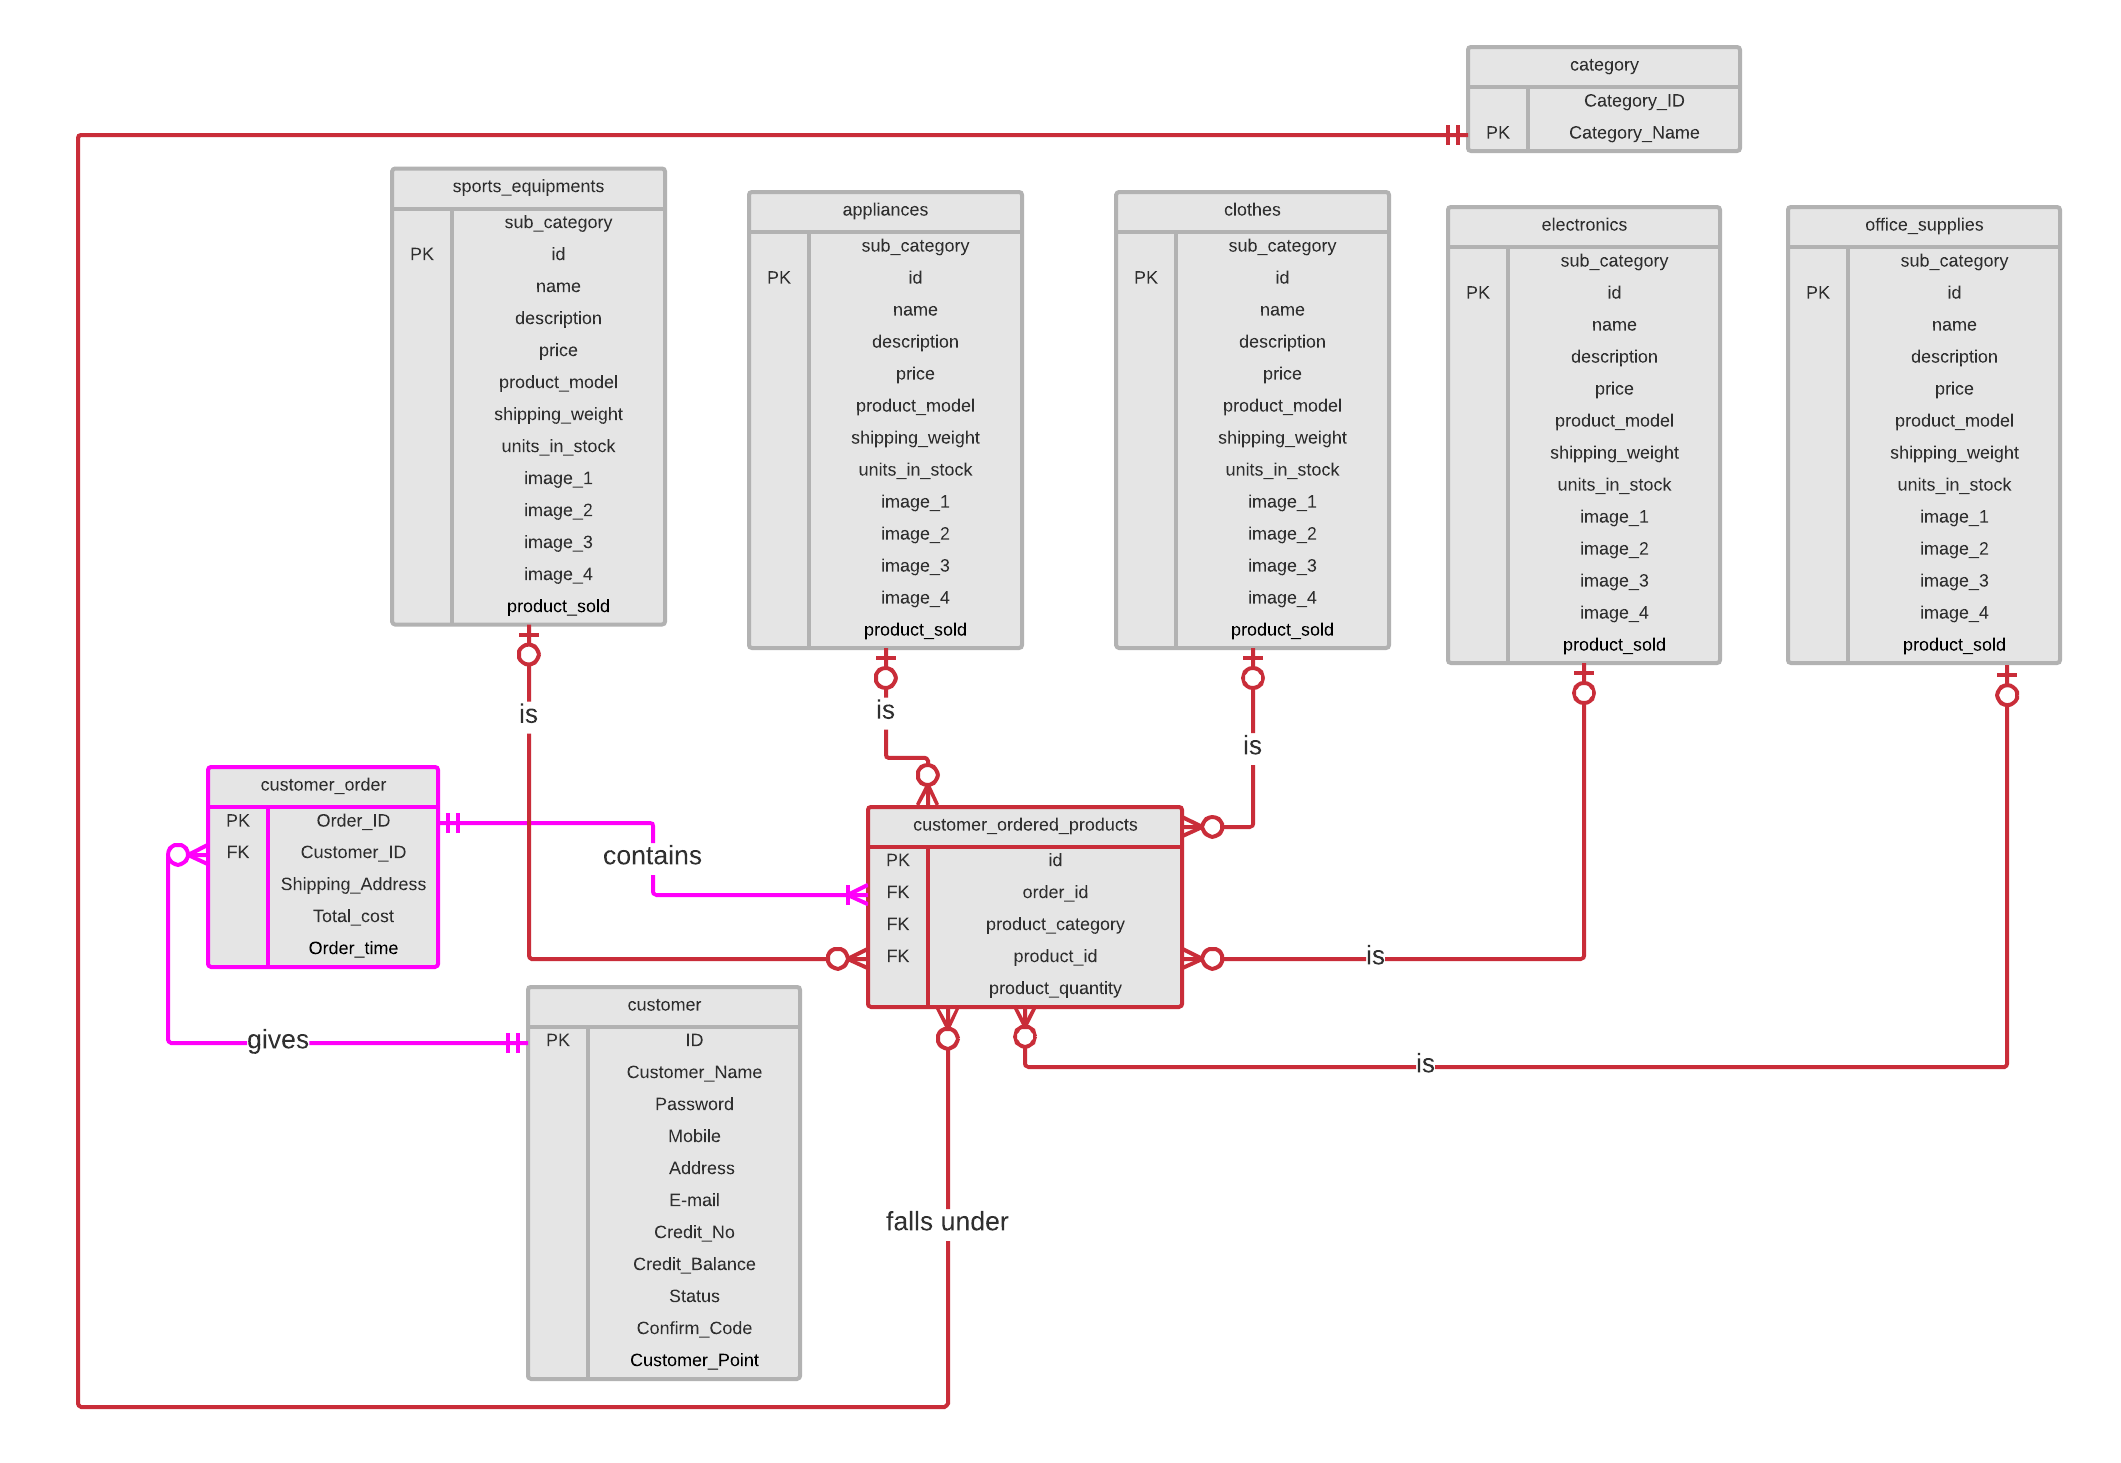 category
Category_ID
PK Category_Name
sports_equipments
sub_category
PK id
name
description
price
product_model
shipping_weight
units_in_stock
image_1
image_2
image_3
image_4
product_sold
appliances
sub_category
PK id
name
description
price
product_model
shipping_weight
units_in_stock
image_1
image_2
image_3
image_4
product_sold
clothes
sub_category
PK id
name
description
price
product_model
shipping_weight
units_in_stock
image_1
image_2
image_3
image_4
product_sold
electronics
sub_category
PK id
name
description
price
product_model
shipping_weight
units_in_stock
image_1
image_2
image_3
image_4
product_sold
office_supplies
sub_category
PK id
name
description
price
product_model
shipping_weight
units_in_stock
image_1
image_2
image_3
image_4
product_sold
is
is
is
customer_order
PK Order_ID
FK Customer_ID
Shipping_Address
Total_cost
Order_time
contains
customer_ordered_products
PK id
FK order_id
FK product_category
FK product_id
product_quantity
is
is
gives
customer
PK ID
Customer_Name
Password
Mobile
Address
E-mail
Credit_No
Credit_Balance
Status
Confirm_Code
Customer_Point
falls under